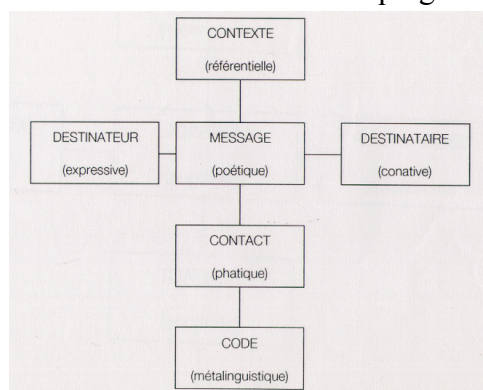 CONTEXTE
(référentielle)
DESTINATEUR
(expressive)
MESSAGE
(poétique)
DESTINATAIRE
(conative)
CONTACT
(phatique)
CODE
(métalinguistique)